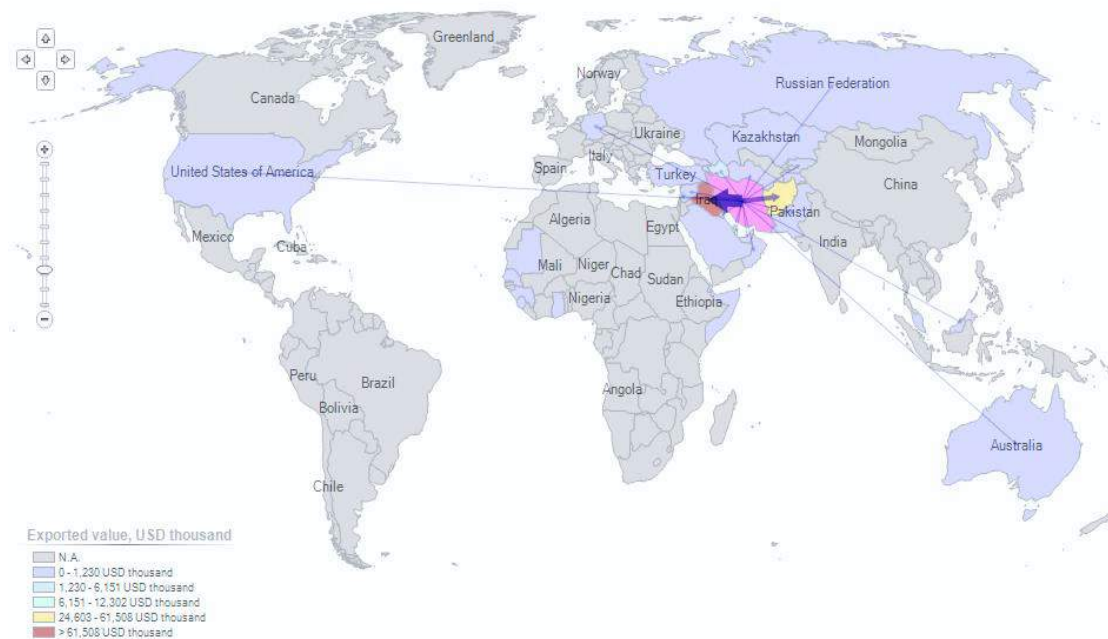 Greenland
Norway
Russian Federation
Canada
Ukraine
Kazakhstan
Mongolia
Italy
Spain
Turkey
United States of America
China
Iraq
Pakistan
Algeria
Egypt
India
Mexico
Cuba
Mali
Niger
Chad
Sudan
Nigeria
Ethiopia
Peru
Brazil
Angola
Bolivia
Australia
Chile
Exported value, USD thousand
N.A.
0 - 1,230 USD thousand
1,230 - 6,151 USD thousand
6,151 - 12,302 USD thousand
24,603 - 61,508 USD thousand
> 61,508 USD thousand